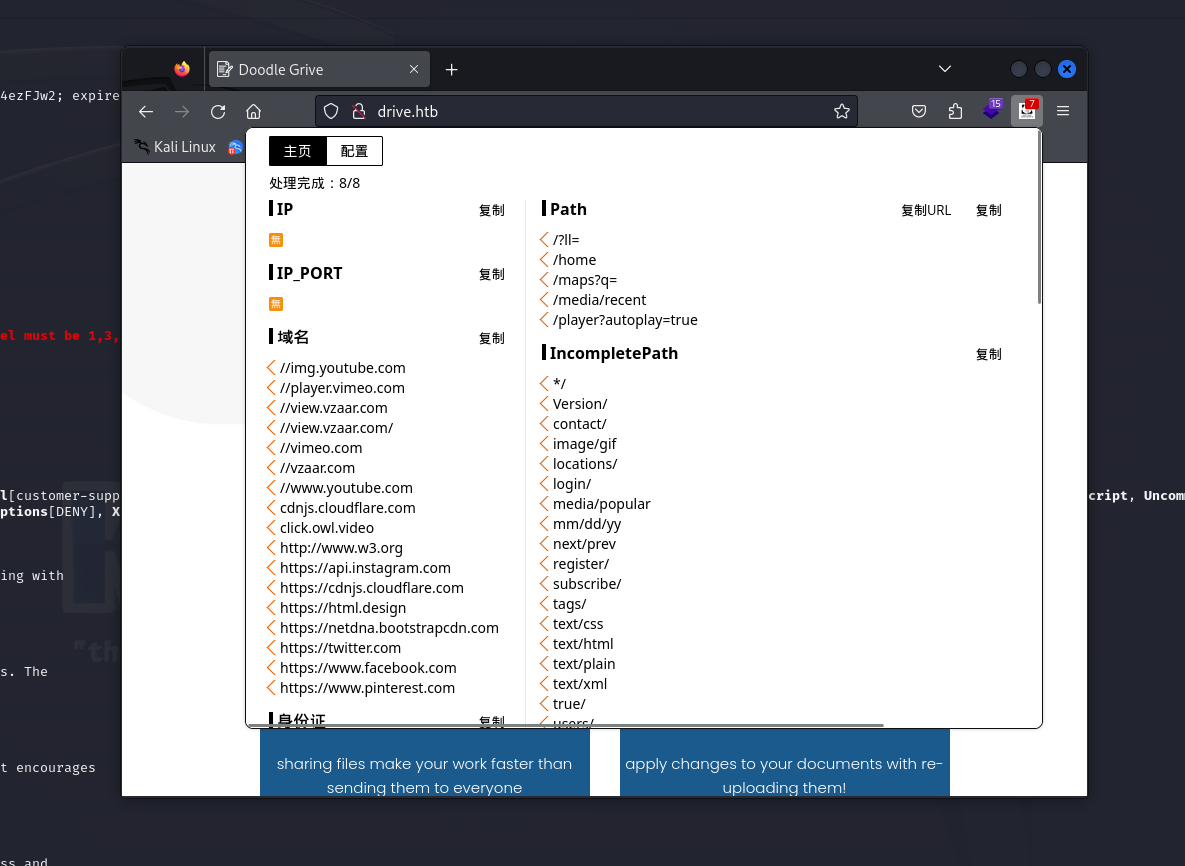 Doodle Grive
4ezFJw2; expire
drive.htb
15
7
Kali Linux
主页
配置
处理完成：8/8
IP
复制
無
IP_PORT
复制
無
域名
复制
//img.youtube.com
//player.vimeo.com
//view.vzaar.com
//view.vzaar.com/
//vimeo.com
//vzaar.com
//www.youtube.com
cdnjs.cloudflare.com
click.owl.video
http://www.w3.org
https://api.instagram.com
https://cdnjs.cloudflare.com
https://html.design
https://netdna.bootstrapcdn.com
https://twitter.com
https://www.facebook.com
https://www.pinterest.com
身份证
复制
Path
复制URL
复制
/?ll=
/home
/maps?q=
/media/recent
/player?autoplay=true
IncompletePath
复制
*/
Version/
contact/
image/gif
locations/
login/
media/popular
mm/dd/yy
next/prev
register/
subscribe/
tags/
text/css
text/html
text/plain
text/xml
true/
users/
el must be 1,3,
l[customer-supp
cript, Uncom
ptions[DENY], X
ing with
"th
s. The
t encourages
ss and
sharing files make your work faster than
sending them to everyone
apply changes to your documents with re-
uploading them!